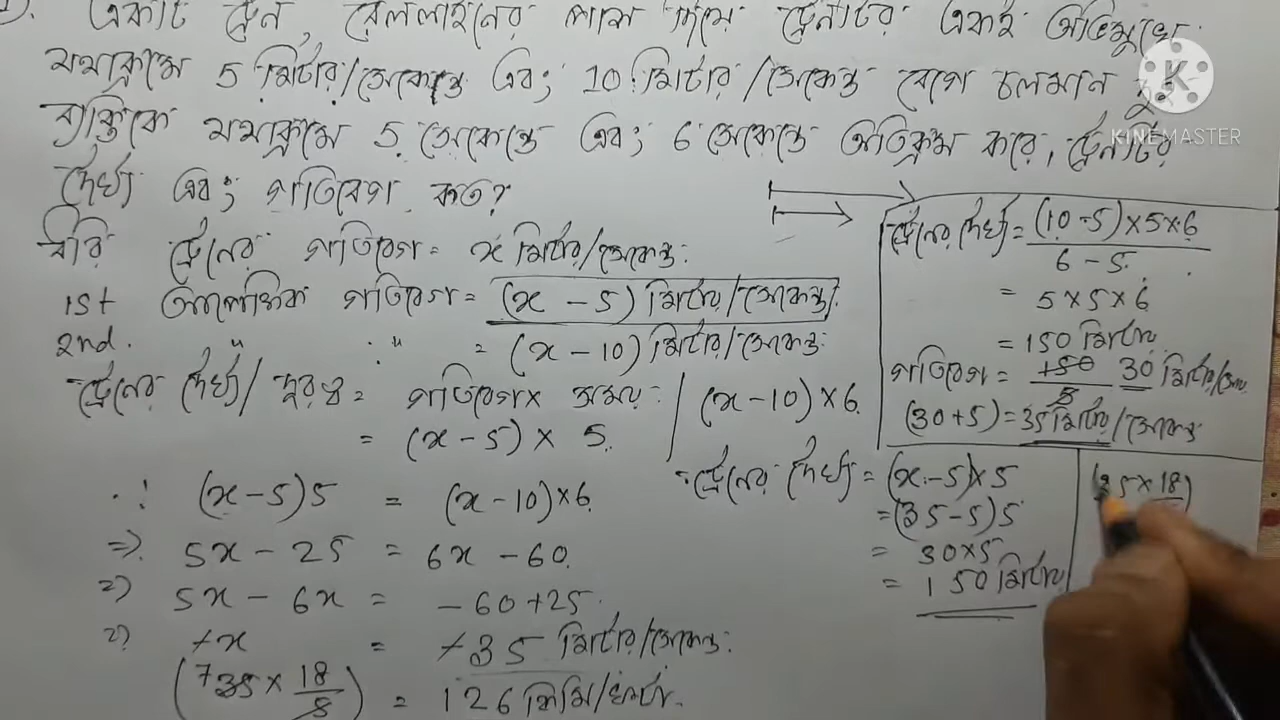 একটি ট্রেন, রেললাইনের পাশ দিয়ে ট্রেনটির একই অভিমুখে
যথাক্রমে 5 মিটার/সেকেন্ড এবং 10 মিটার/সেকেন্ড বেগে চলমান দু
ব্যক্তিকে যথাক্রমে 5 সেকেন্ডে এবং 6 সেকেন্ডে অতিক্রম করে, ট্রেনটির
দৈর্ঘ্য এবং গতিবেগ কত?
KINEMASTER
ধরি ট্রেনের গতিবেগ = x মিটার/সেকেন্ড.
1st আপেক্ষিক গতিবেগ = (x - 5) মিটার/সেকেন্ড.
2nd. " " = (x - 10) মিটার/সেকেন্ড.
ট্রেনের দৈর্ঘ্য/দূরত্ব = গতিবেগ × সময়. | (x - 10) × 6.
= (x - 5) × 5.
∴ (x - 5) 5 = (x - 10) × 6.
=> 5x - 25 = 6x - 60.
=) 5x - 6x = - 60 + 25.
=) +x = +35 মিটার/সেকেন্ড.
(735 × 18/5) = 126 কিমি/ঘন্টা.
ট্রেনের দৈর্ঘ্য = (10 - 5) × 5 × 6 / 6 - 5.
= 5 × 5 × 6
= 150 মিটার
গতিবেগ = 150/5 30 মিটার/সে
(30 + 5) = 35 মিটার/সেকেন্ড
∴ ট্রেনের দৈর্ঘ্য = (x - 5) × 5
= (35 - 5) 5
= 30 × 5
= 150 মিটার
(35 × 18